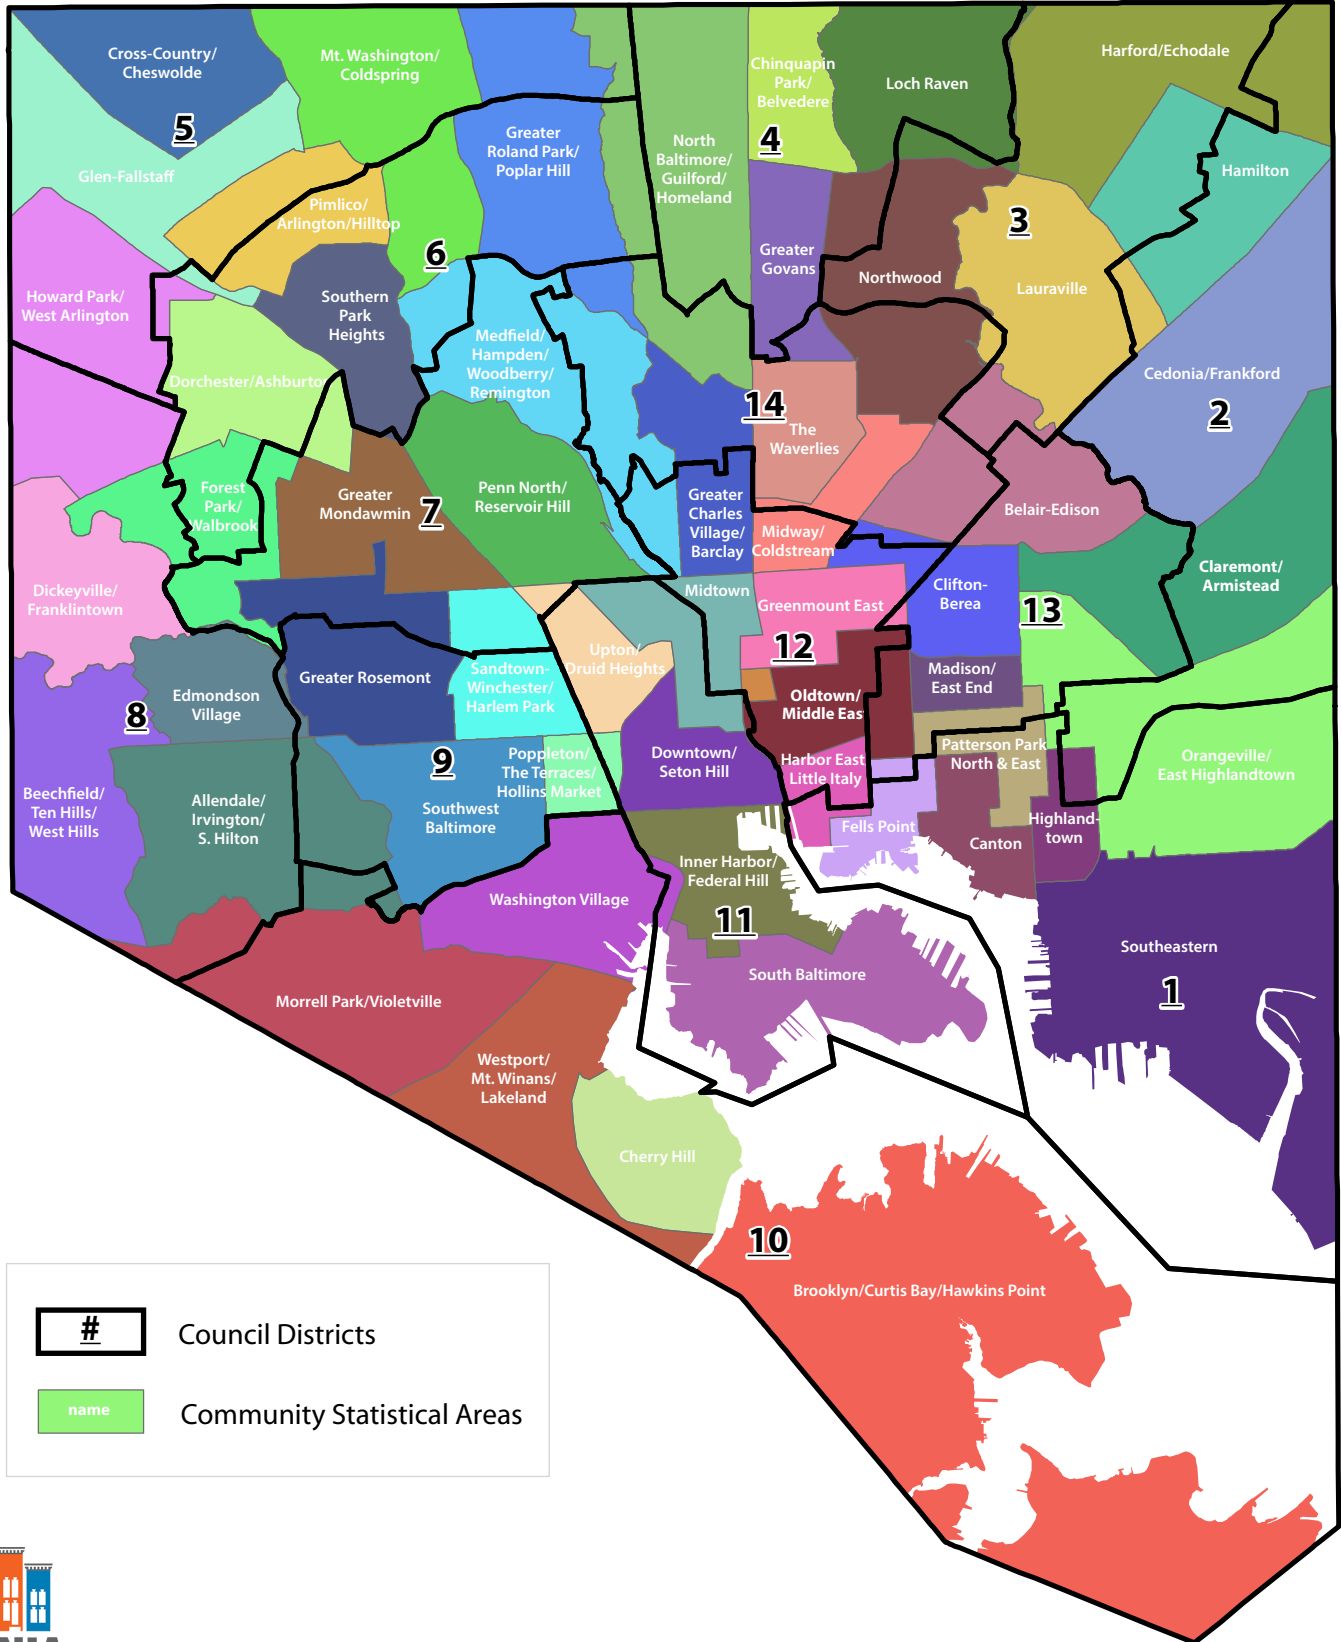 Cross-Country/
Cheswolde
5
Mt. Washington/
Coldspring
Greater
Roland Park/
Poplar Hill
North
Baltimore/
Guilford/
Homeland
Chinquapin
Park/
Belvedere
4
Loch Raven
Harford/Echodale
Hamilton
Glen-Fallstaff
Pimlico/
Arlington/Hilltop
6
Greater
Govans
Northwood
3
Lauraville
Howard Park/
West Arlington
Southern
Park
Heights
Medfield/
Hampden/
Woodberry/
Remington
Dorchester/Ashburto
14
The
Waverlies
Cedonia/Frankford
2
Forest
Park/
Walbrook
Greater
Mondawmin
7
Penn North/
Reservoir Hill
Greater
Charles
Village/
Barclay
Midway/
Coldstream
Belair-Edison
Claremont/
Armistead
Dickeyville/
Franklintown
Midtown
Greenmount East
12
Clifton-
Berea
13
Upton/
Druid Heights
Madison/
East End
Edmondson
Village
8
Greater Rosemont
Sandtown-
Winchester/
Harlem Park
Oldtown/
Middle East
Patterson Park
North & East
Orangeville/
East Highlandtown
9
Poppleton/
The Terraces/
Hollins Market
Downtown/
Seton Hill
Harbor East
Little Italy
Beechfield/
Ten Hills/
West Hills
Allendale/
Irvington/
S. Hilton
Southwest
Baltimore
Fells Point
Canton
Highland-
town
Inner Harbor/
Federal Hill
11
Washington Village
South Baltimore
Southeastern
1
Morrell Park/Violetville
Westport/
Mt. Winans/
Lakeland
Cherry Hill
10
Brooklyn/Curtis Bay/Hawkins Point
# Council Districts
name Community Statistical Areas